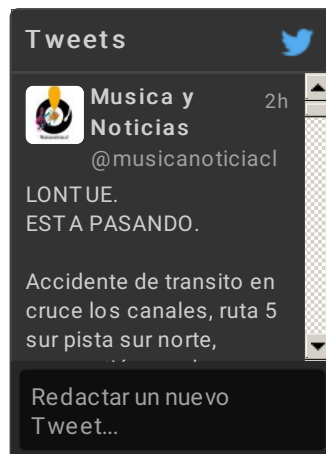 Tweets
Musica y
Noticias
2h
@musicanoticiacl
LONTUE.
ESTA PASANDO.
Accidente de transito en
cruce los canales, ruta 5
sur pista sur norte,
Redactar un nuevo
Tweet...